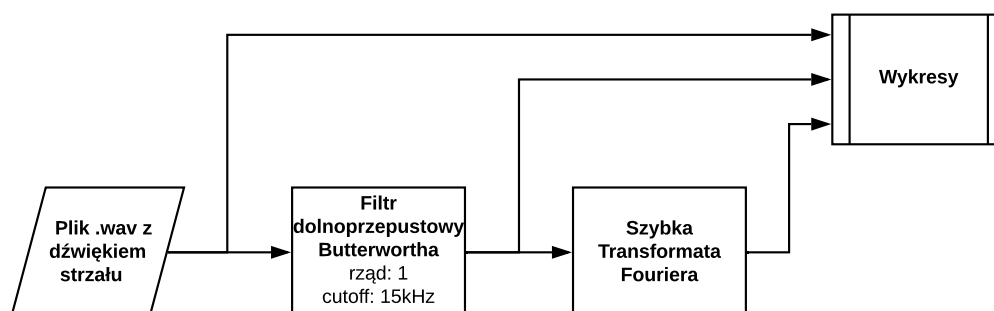 Plik .wav z
dźwiękiem
strzału
Filtr
dolnoprzepustowy
Butterwortha
rząd: 1
cutoff: 15kHz
Szybka
Transformata
Fouriera
Wykresy